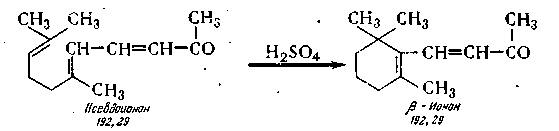 CH₃ CH₃
CH₃
CH—CH=CH—CO
CH₃
Псевдоионон
192,29
H₂SO₄
CH₃ CH₃ CH₃
CH=CH—CO
CH₃
β - Ионон
192,29